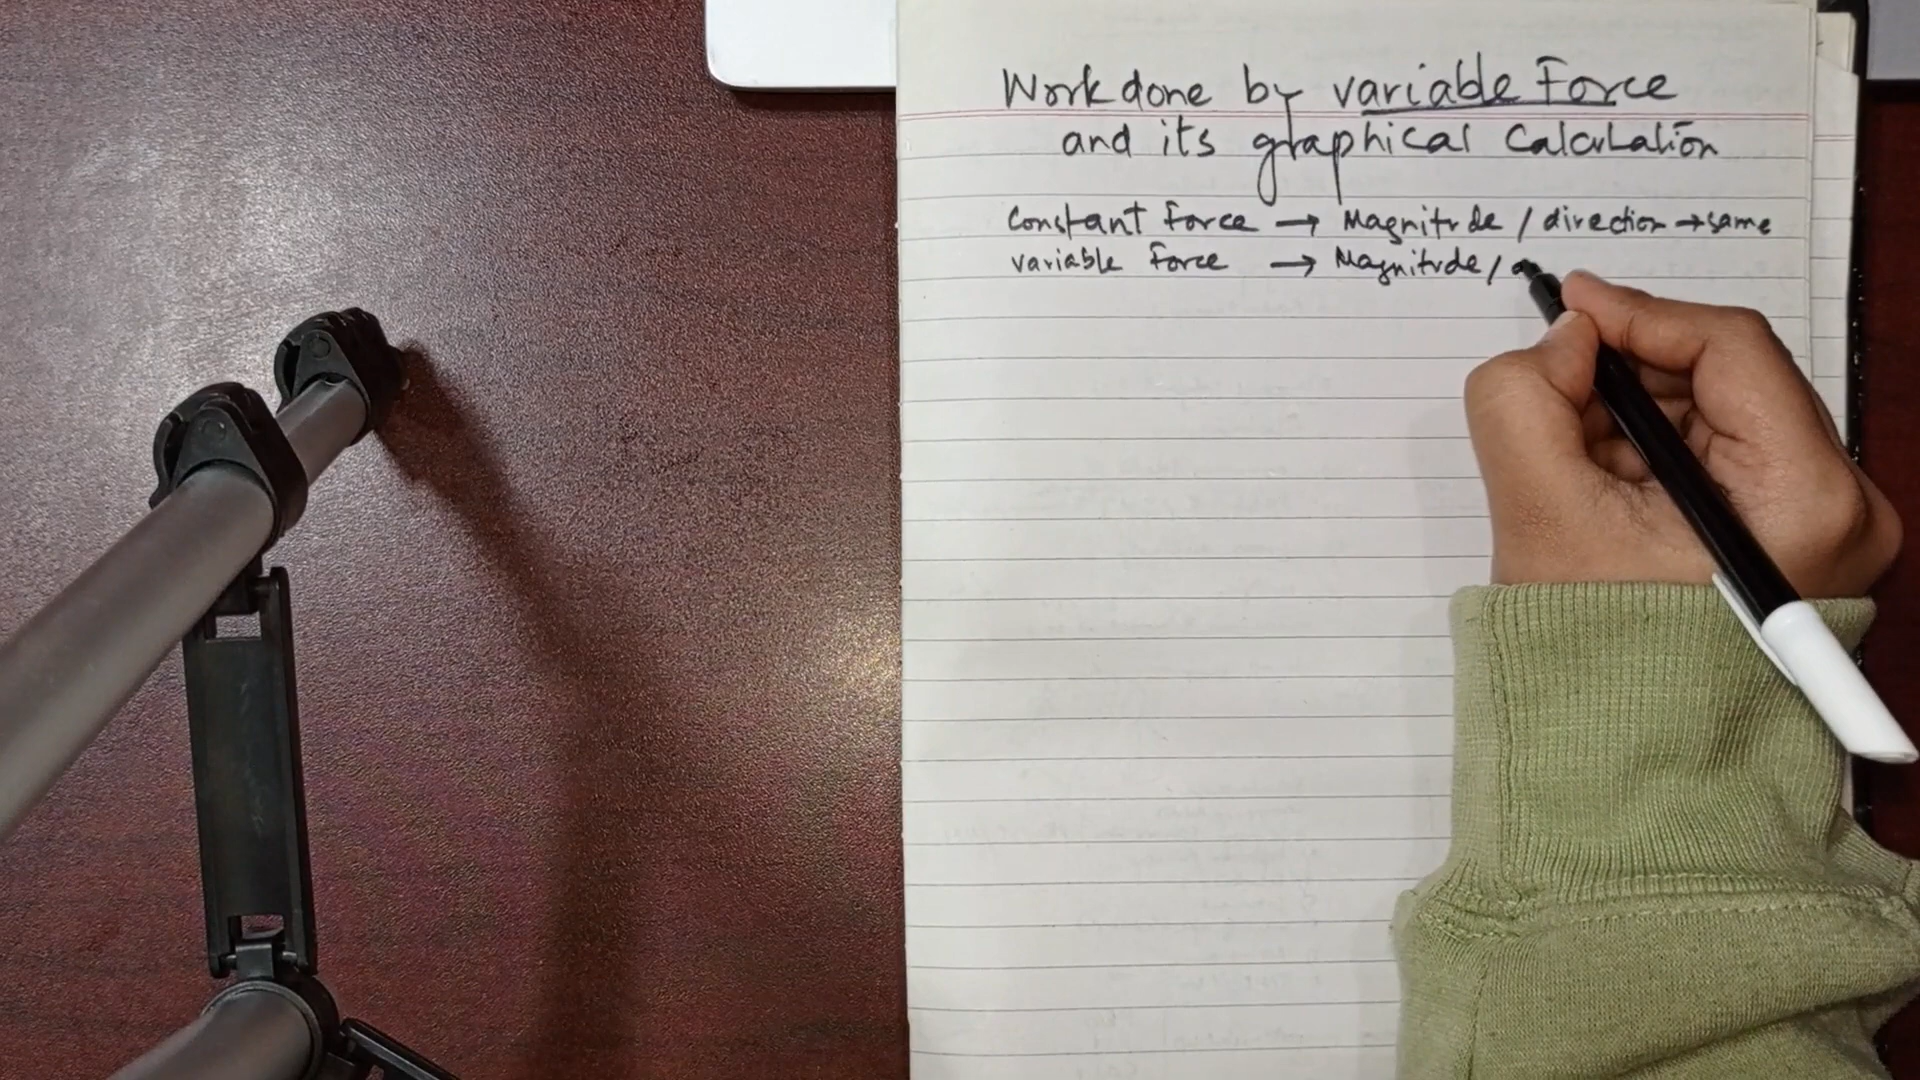 Work done by variable Force
and its graphical Calculation
Constant Force → Magnitude / direction → same
variable Force → Magnitude /